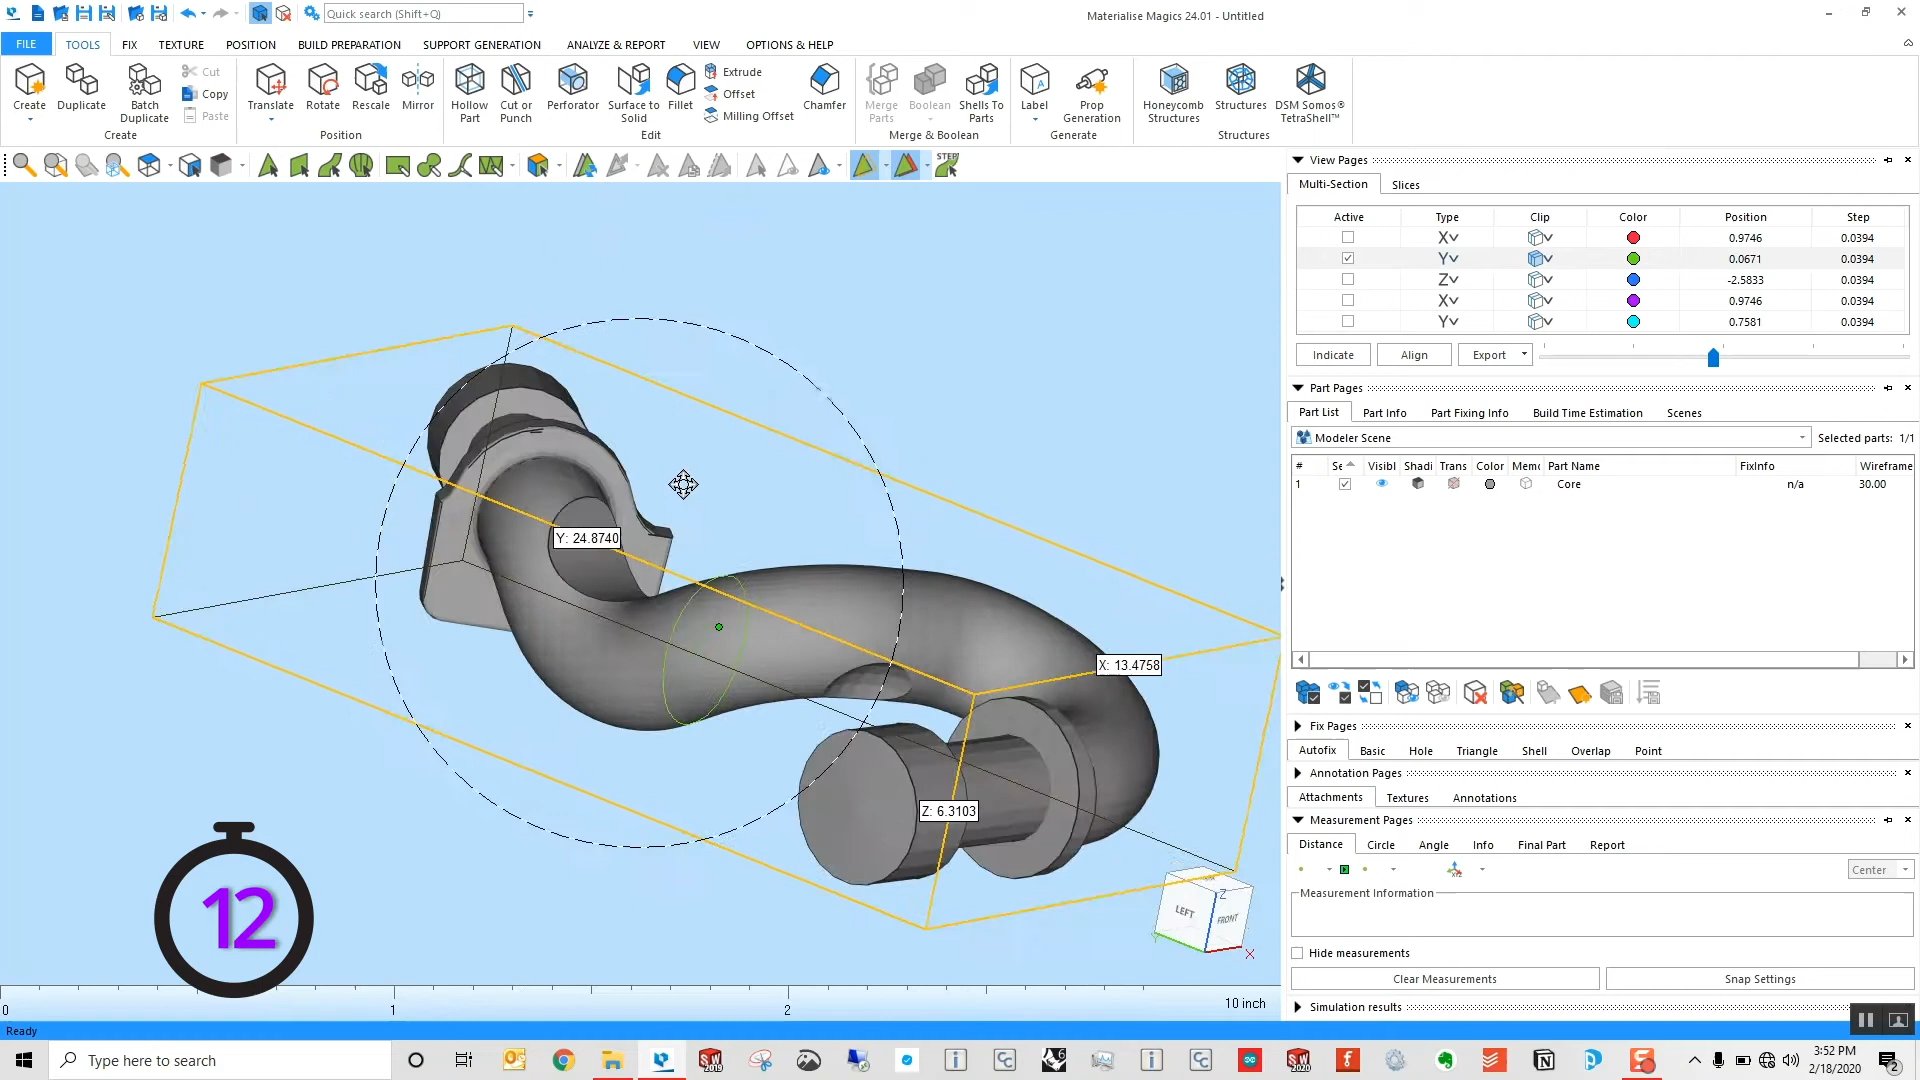 Quick search (Shift+Q)
Materialise Magics 24.01 - Untitled
FILE TOOLS FIX TEXTURE POSITION BUILD PREPARATION SUPPORT GENERATION ANALYZE & REPORT VIEW OPTIONS & HELP
Create Duplicate Batch Duplicate Cut Copy Paste
Translate Rotate Rescale Mirror
Hollow Part Cut or Punch Perforator Surface to Solid Fillet Extrude Offset Milling Offset Chamfer
Merge Parts Boolean Shells To Parts
Label Prop Generation
Honeycomb Structures Structures DSM Somos® TetraShell™
Create Position Edit Merge & Boolean Generate Structures
STEP
View Pages
Multi-Section Slices
Active Type Clip Color Position Step
X 0.9746 0.0394
Y 0.0671 0.0394
Z -2.5833 0.0394
X 0.9746 0.0394
Y 0.7581 0.0394
Indicate Align Export
Part Pages
Part List Part Info Part Fixing Info Build Time Estimation Scenes
Modeler Scene Selected parts: 1/1
# Se Visibl Shadi Trans Color Memo Part Name FixInfo Wireframe
1 Core n/a 30.00
Y: 24.8740
X: 13.4758
Z: 6.3103
Fix Pages
Autofix Basic Hole Triangle Shell Overlap Point
Annotation Pages
Attachments Textures Annotations
Measurement Pages
Distance Circle Angle Info Final Part Report
XYZ
Center
Measurement Information
Hide measurements
Clear Measurements Snap Settings
Simulation results
12
LEFT FRONT
Z
Y
X
0 1 2 10 inch
Ready
Type here to search
SW 2019
SW 2020
3:52 PM
2/18/2020
2